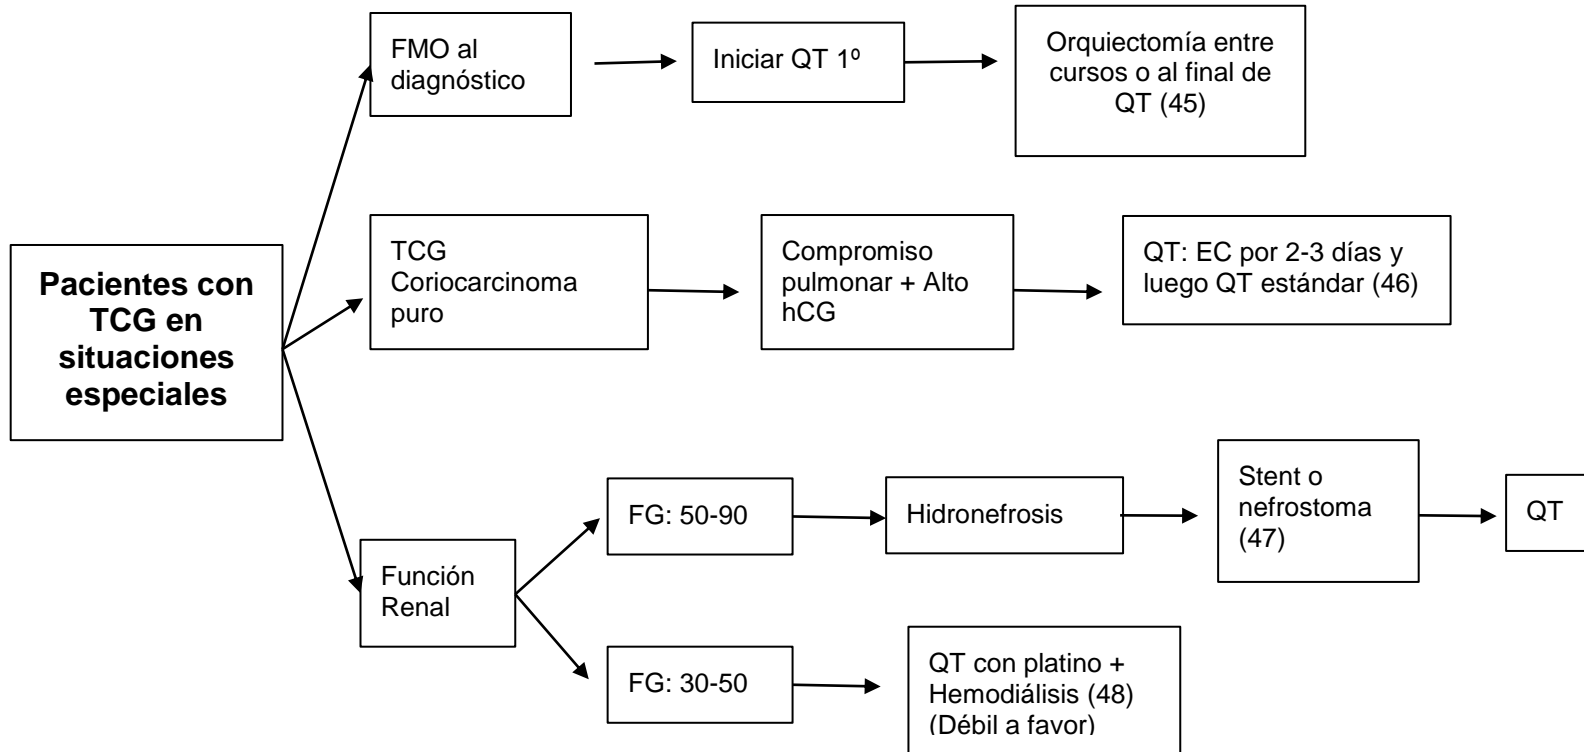 FMO al
diagnóstico
Iniciar QT 1º
Orquiectomía entre
cursos o al final de
QT (45)
Pacientes con
TCG en
situaciones
especiales
TCG
Coriocarcinoma
puro
Compromiso
pulmonar + Alto
hCG
QT: EC por 2-3 días y
luego QT estándar (46)
Función
Renal
FG: 50-90
Hidronefrosis
Stent o
nefrostoma
(47)
QT
FG: 30-50
QT con platino +
Hemodiálisis (48)
(Débil a favor)